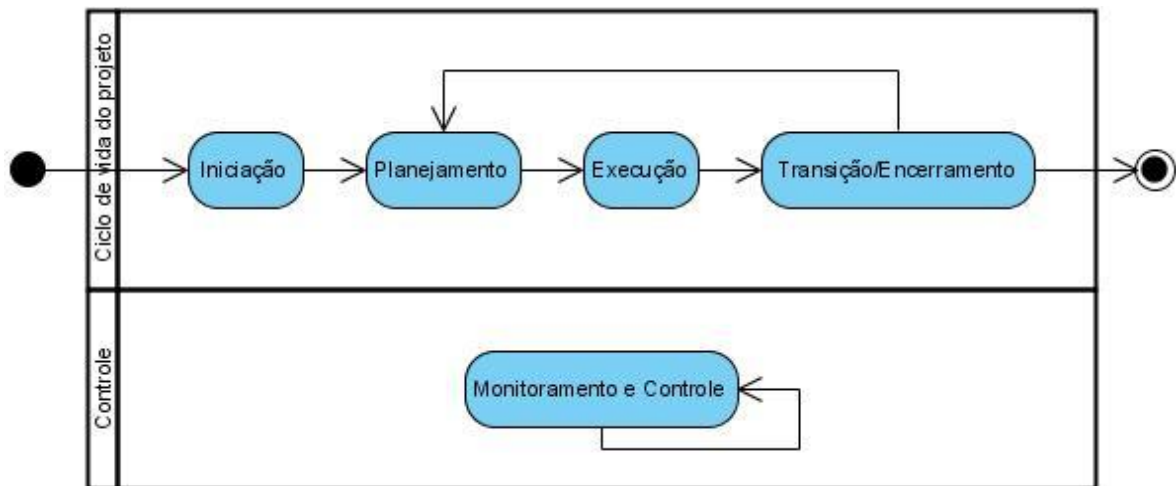 Ciclo de vida do projeto
Iniciação
Planejamento
Execução
Transição/Encerramento
Controle
Monitoramento e Controle